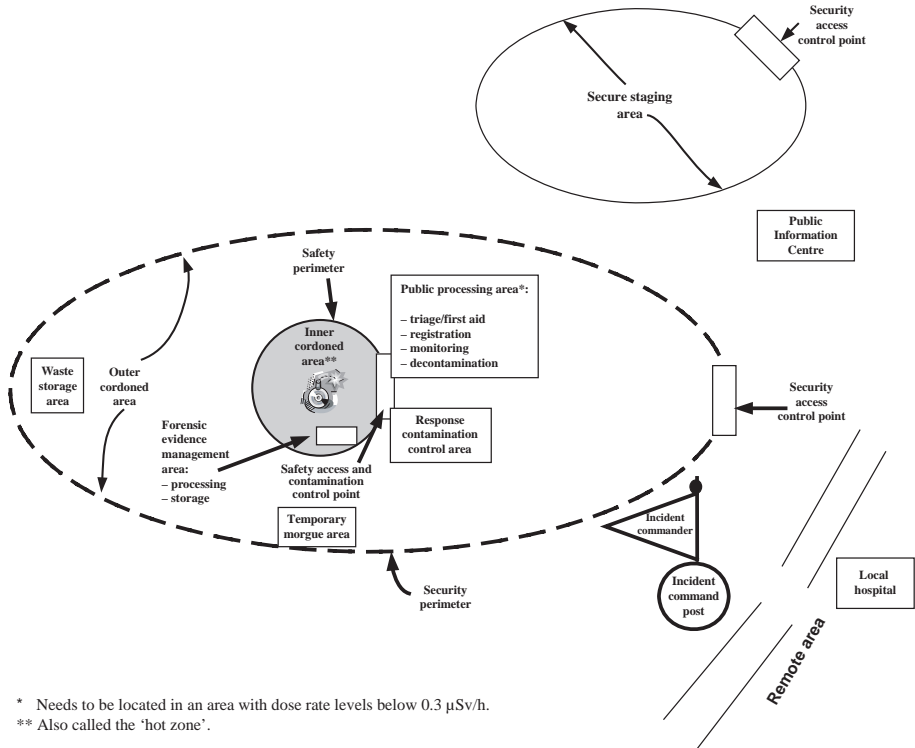 Security
access
control point
Secure staging
area
Public
Information
Centre
Safety
perimeter
Public processing area*:
– triage/first aid
– registration
– monitoring
– decontamination
Inner
cordoned
area**
Waste
storage
area
Outer
cordoned
area
Security
access
control point
Forensic
evidence
management
area:
– processing
– storage
Response
contamination
control area
Safety access and
contamination
control point
Temporary
morgue area
Incident
commander
Incident
command
post
Local
hospital
Security
perimeter
Remote area
* Needs to be located in an area with dose rate levels below 0.3 µSv/h.
** Also called the ‘hot zone’.